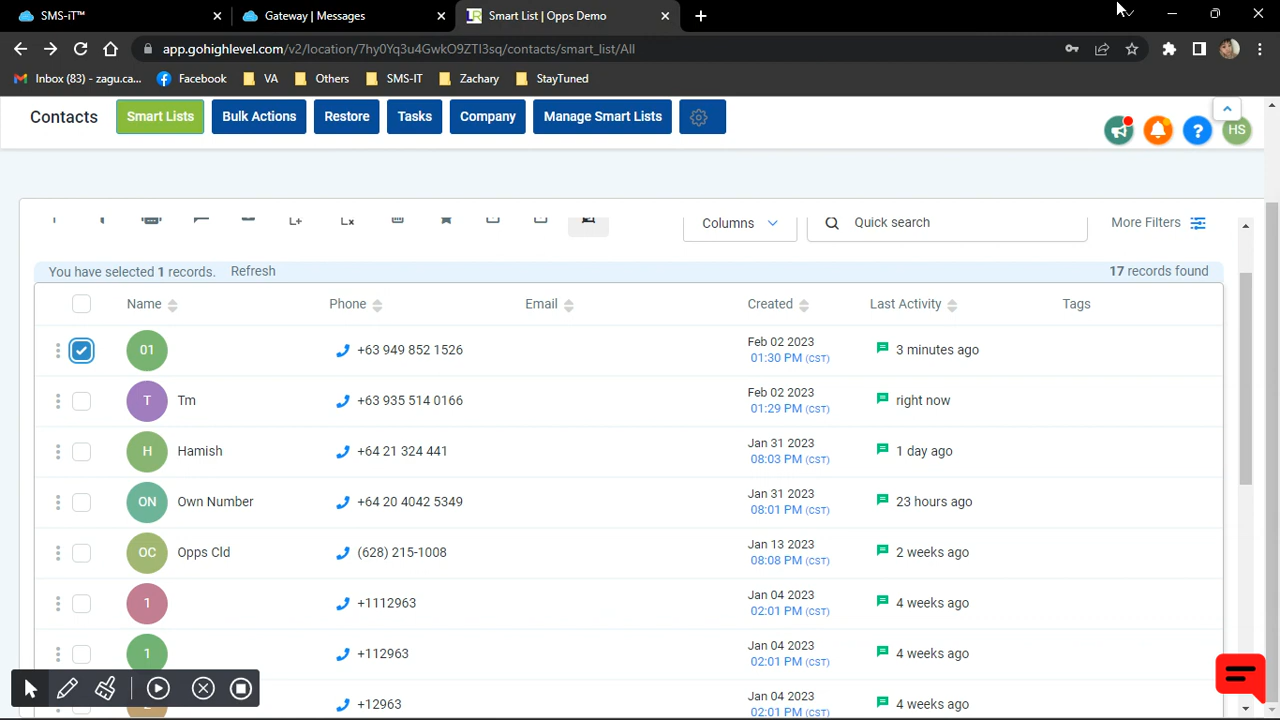 SMS-iT™ Gateway | Messages Smart List | Opps Demo
app.gohighlevel.com/v2/location/7hy0Yq3u4GwkO9ZTI3sq/contacts/smart_list/All
Inbox (83) - zagu.ca... Facebook VA Others SMS-IT Zachary StayTuned
Contacts Smart Lists Bulk Actions Restore Tasks Company Manage Smart Lists
? HS
Columns Quick search More Filters
You have selected 1 records. Refresh 17 records found
Name Phone Email Created Last Activity Tags
01 +63 949 852 1526 Feb 02 2023 3 minutes ago
01:30 PM (CST)
T Tm +63 935 514 0166 Feb 02 2023 right now
01:29 PM (CST)
H Hamish +64 21 324 441 Jan 31 2023 1 day ago
08:03 PM (CST)
ON Own Number +64 20 4042 5349 Jan 31 2023 23 hours ago
08:01 PM (CST)
OC Opps Cld (628) 215-1008 Jan 13 2023 2 weeks ago
08:08 PM (CST)
1 +1112963 Jan 04 2023 4 weeks ago
02:01 PM (CST)
1 +112963 Jan 04 2023 4 weeks ago
02:01 PM (CST)
+12963 Jan 04 2023 4 weeks ago
02:01 PM (CST)